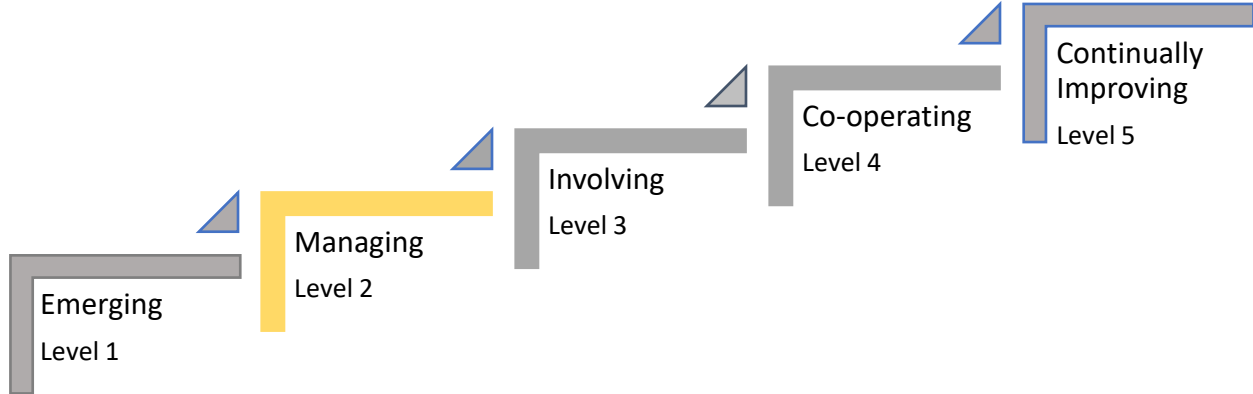 Emerging
Level 1
Managing
Level 2
Involving
Level 3
Co-operating
Level 4
Continually
Improving
Level 5